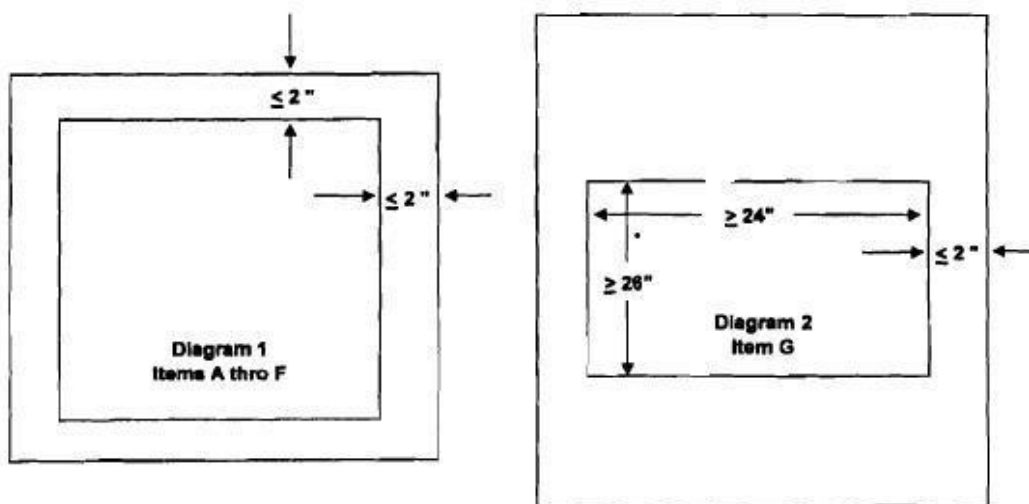 ≤ 2 "
≤ 2 "
Diagram 1
Items A thro F
≥ 24"
≤ 2 "
≥ 26"
Diagram 2
Item G